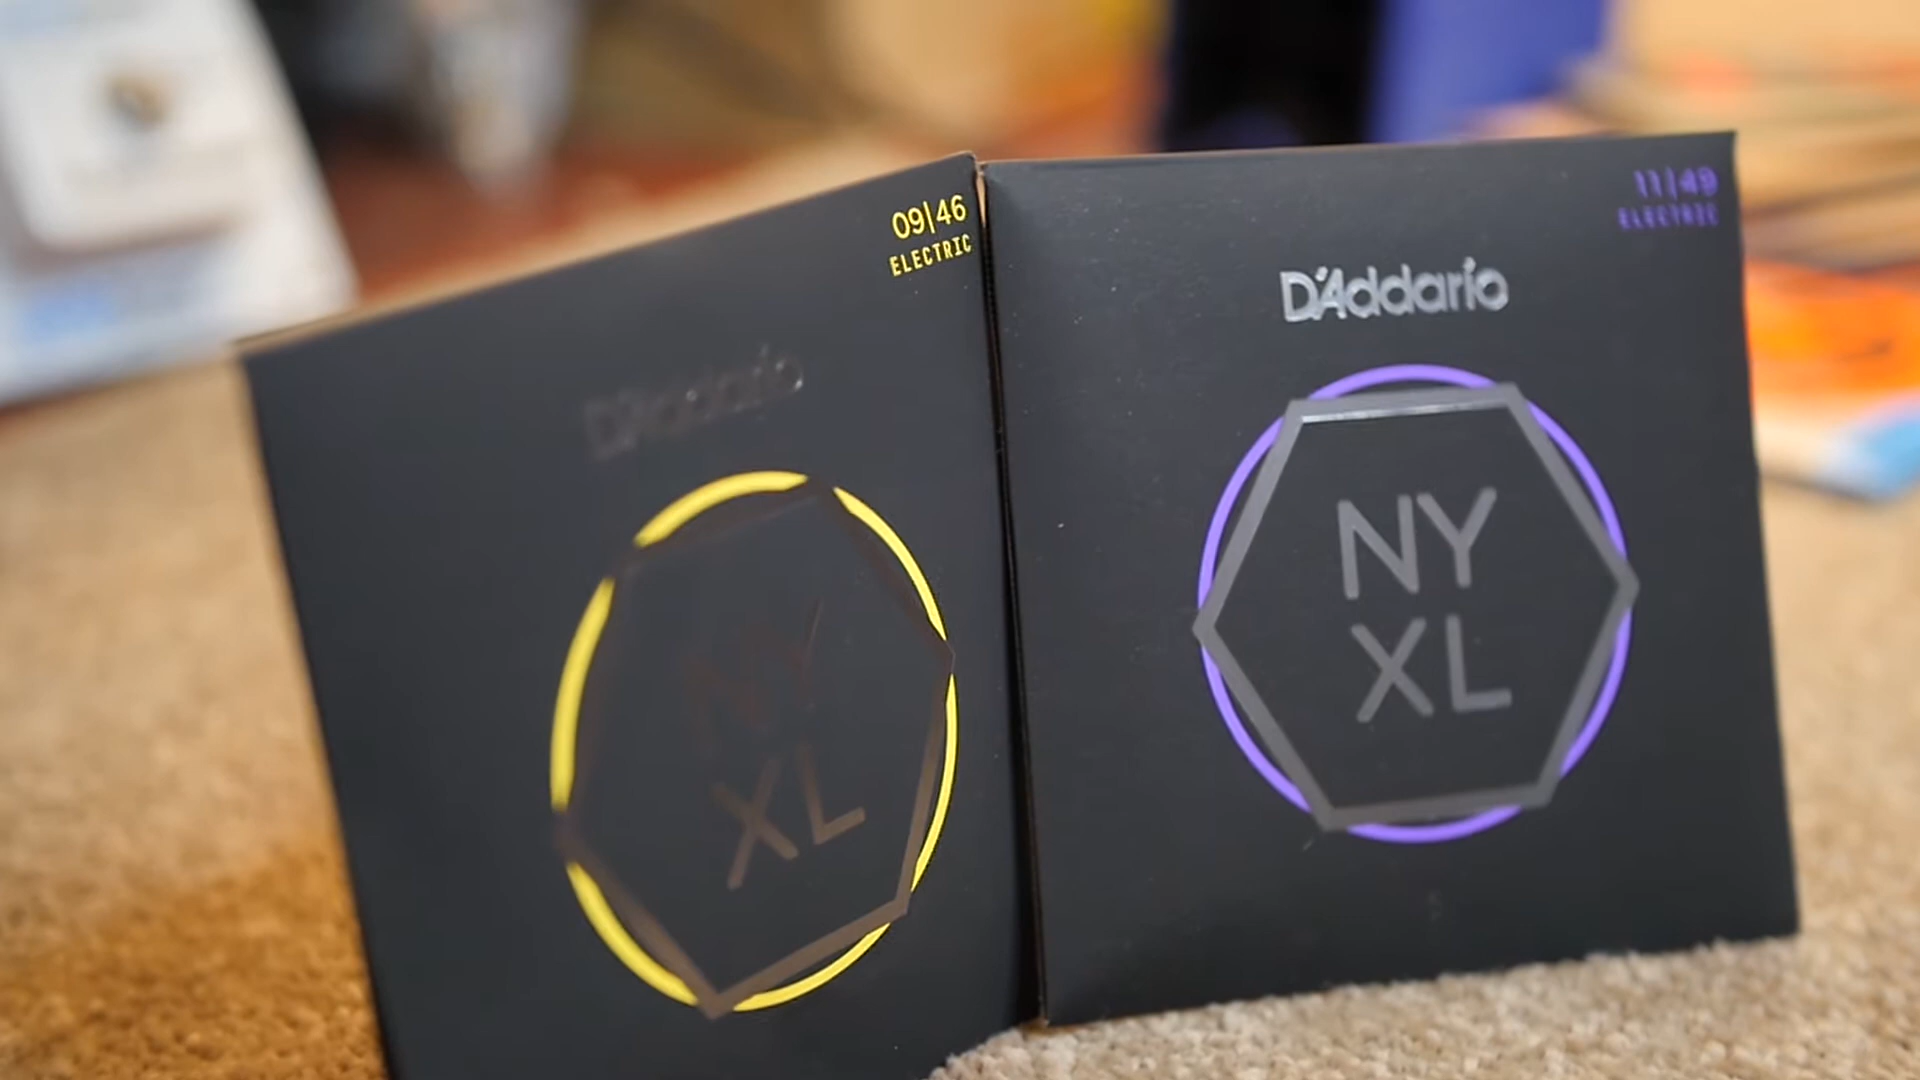 09|46
ELECTRIC
D'Addario
NY
XL
11|49
ELECTRIC
D'Addario
NY
XL